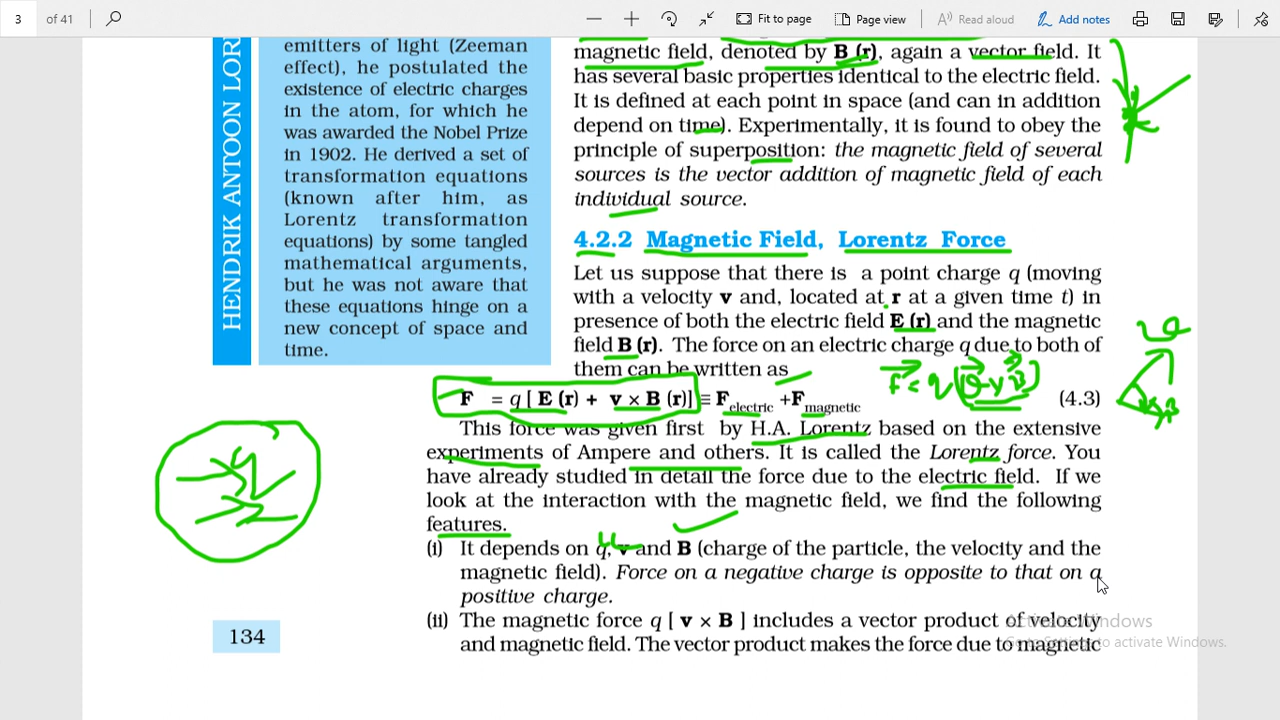 3 of 41 Fit to page Page view Read aloud Add notes
HENDRIK ANTOON LOR
emitters of light (Zeeman
effect), he postulated the
existence of electric charges
in the atom, for which he
was awarded the Nobel Prize
in 1902. He derived a set of
transformation equations
(known after him, as
Lorentz transformation
equations) by some tangled
mathematical arguments,
but he was not aware that
these equations hinge on a
new concept of space and
time.
magnetic field, denoted by B (r), again a vector field. It
has several basic properties identical to the electric field.
It is defined at each point in space (and can in addition
depend on time). Experimentally, it is found to obey the
principle of superposition: the magnetic field of several
sources is the vector addition of magnetic field of each
individual source.
4.2.2 Magnetic Field, Lorentz Force
Let us suppose that there is a point charge q (moving
with a velocity v and, located at r at a given time t) in
presence of both the electric field E (r) and the magnetic
field B (r). The force on an electric charge q due to both of
them can be written as
F = q [ E (r) + v × B (r)] ≡ F electric +F magnetic (4.3)
This force was given first by H.A. Lorentz based on the extensive
experiments of Ampere and others. It is called the Lorentz force. You
have already studied in detail the force due to the electric field. If we
look at the interaction with the magnetic field, we find the following
features.
(i) It depends on q, v and B (charge of the particle, the velocity and the
magnetic field). Force on a negative charge is opposite to that on a
positive charge.
(ii) The magnetic force q [ v × B ] includes a vector product of velocity
and magnetic field. The vector product makes the force due to magnetic
134
Activate Windows
Go to Settings to activate Windows.